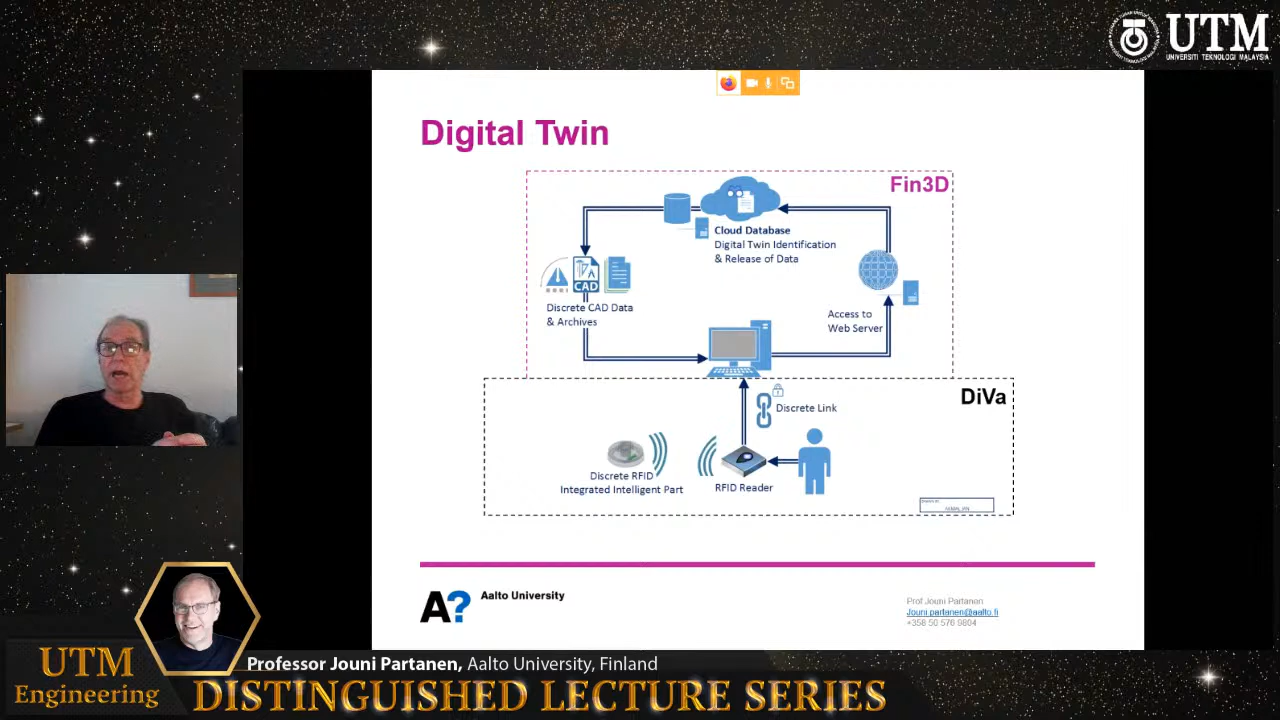 UTM
UNIVERSITI TEKNOLOGI MALAYSIA
Digital Twin
Fin3D
Cloud Database
Digital Twin Identification
& Release of Data
CAD
Discrete CAD Data
& Archives
Access to
Web Server
DiVa
Discrete Link
Discrete RFID
Integrated Intelligent Part
RFID Reader
A?
Aalto University
Prof Jouni Partanen
Jouni.partanen@aalto.fi
+358 50 576 9804
UTM
Engineering
Professor Jouni Partanen, Aalto University, Finland
DISTINGUISHED LECTURE SERIES